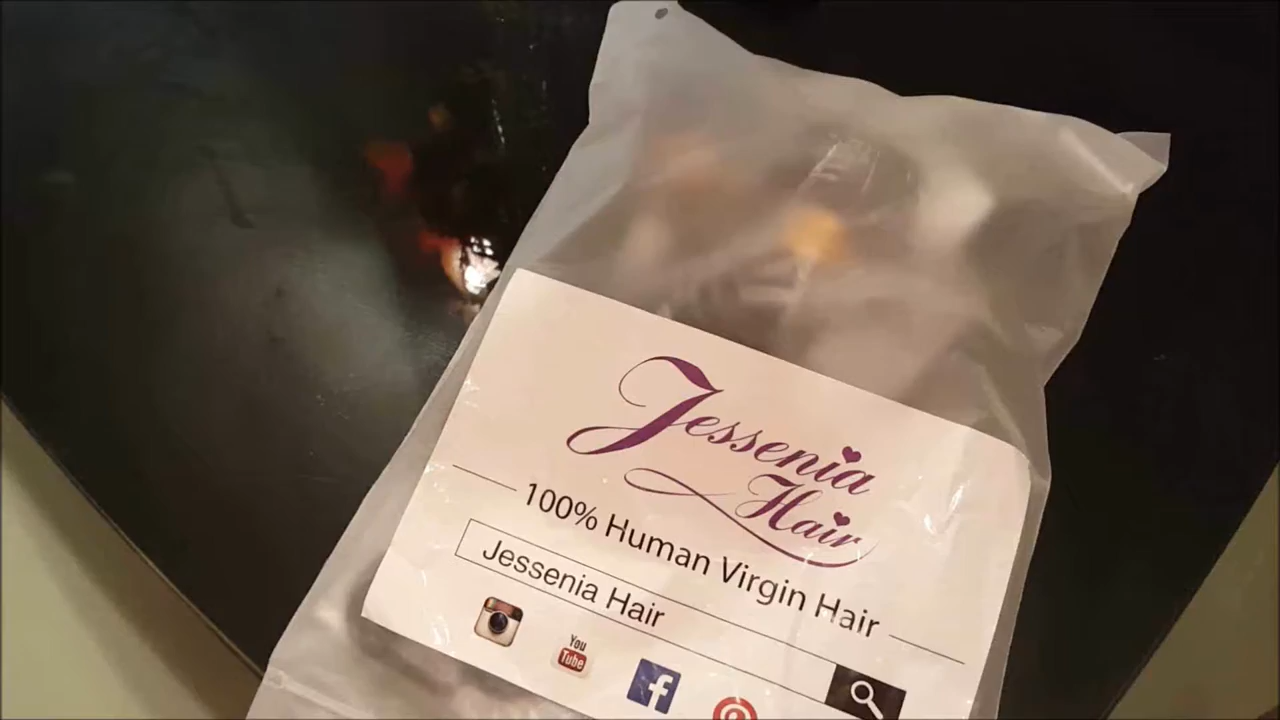 Jessenia
Hair
100% Human Virgin Hair
Jessenia Hair
You
Tube
f